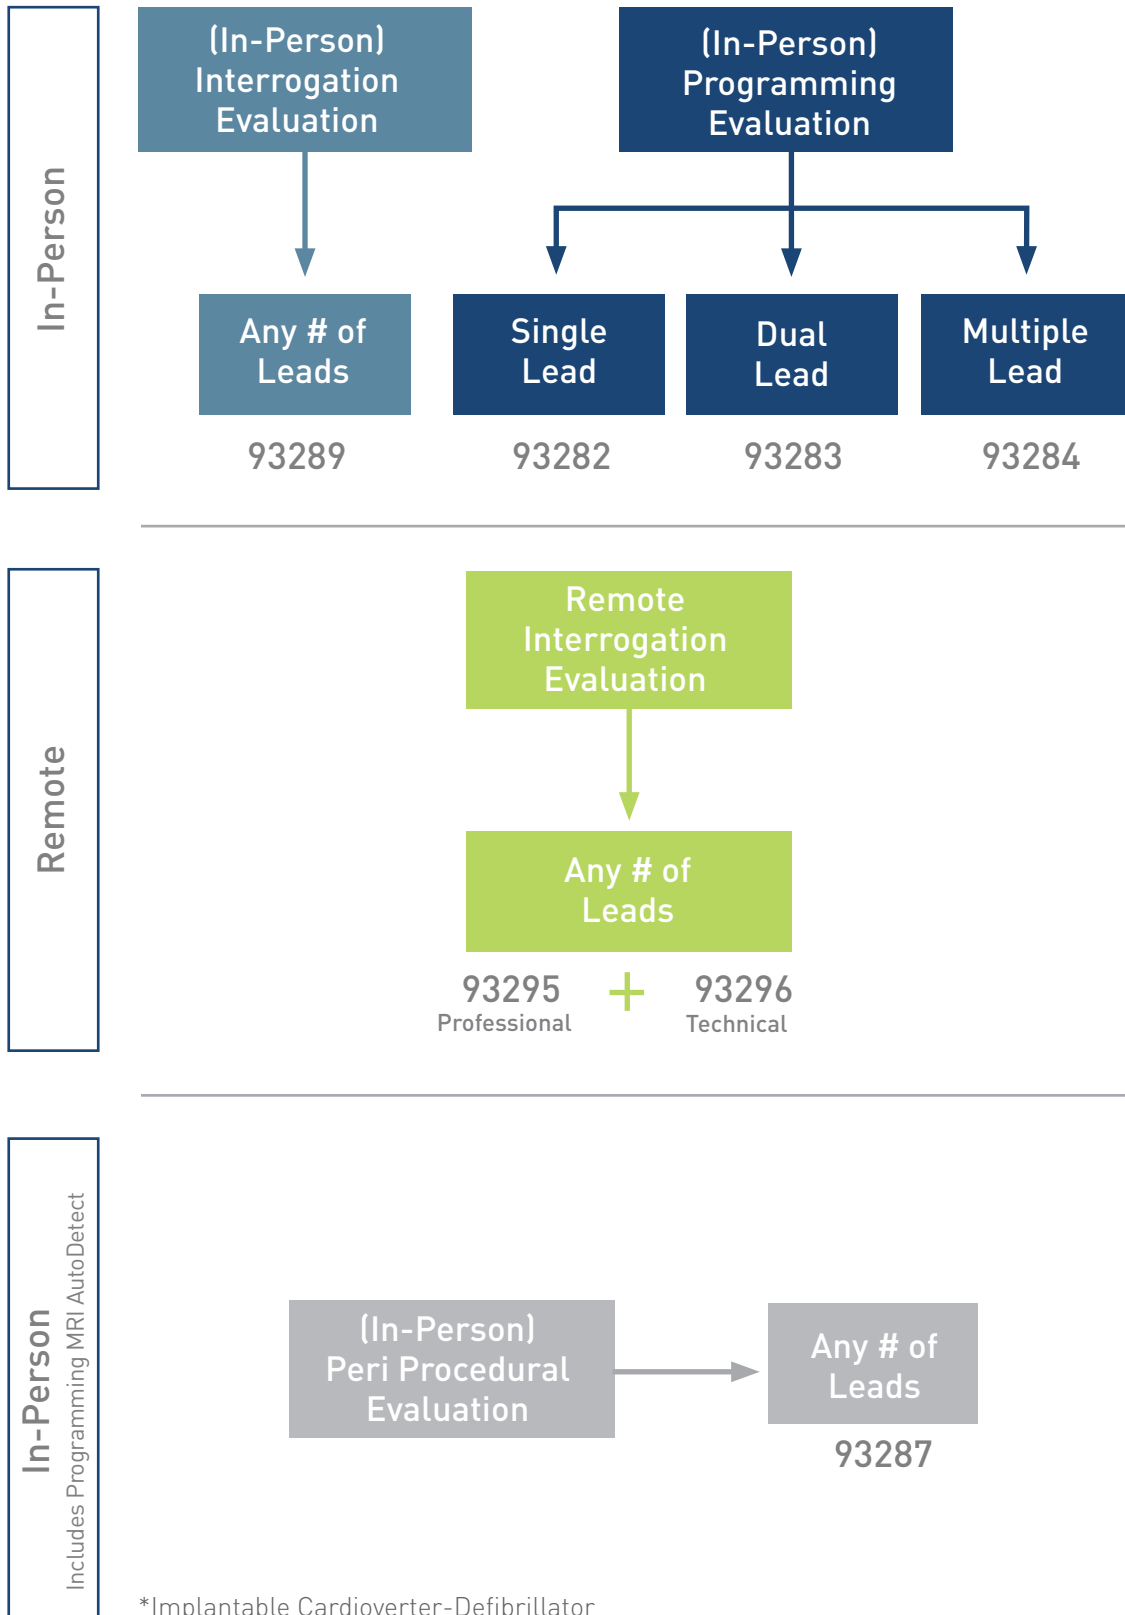 In-Person
(In-Person)
Interrogation
Evaluation
(In-Person)
Programming
Evaluation
Any # of
Leads
Single
Lead
Dual
Lead
Multiple
Lead
93289
93282
93283
93284
Remote
Remote
Interrogation
Evaluation
Any # of
Leads
93295
+
93296
Professional
Technical
In-Person
Includes Programming MRI AutoDetect
(In-Person)
Peri Procedural
Evaluation
Any # of
Leads
93287
*Implantable Cardioverter-Defibrillator